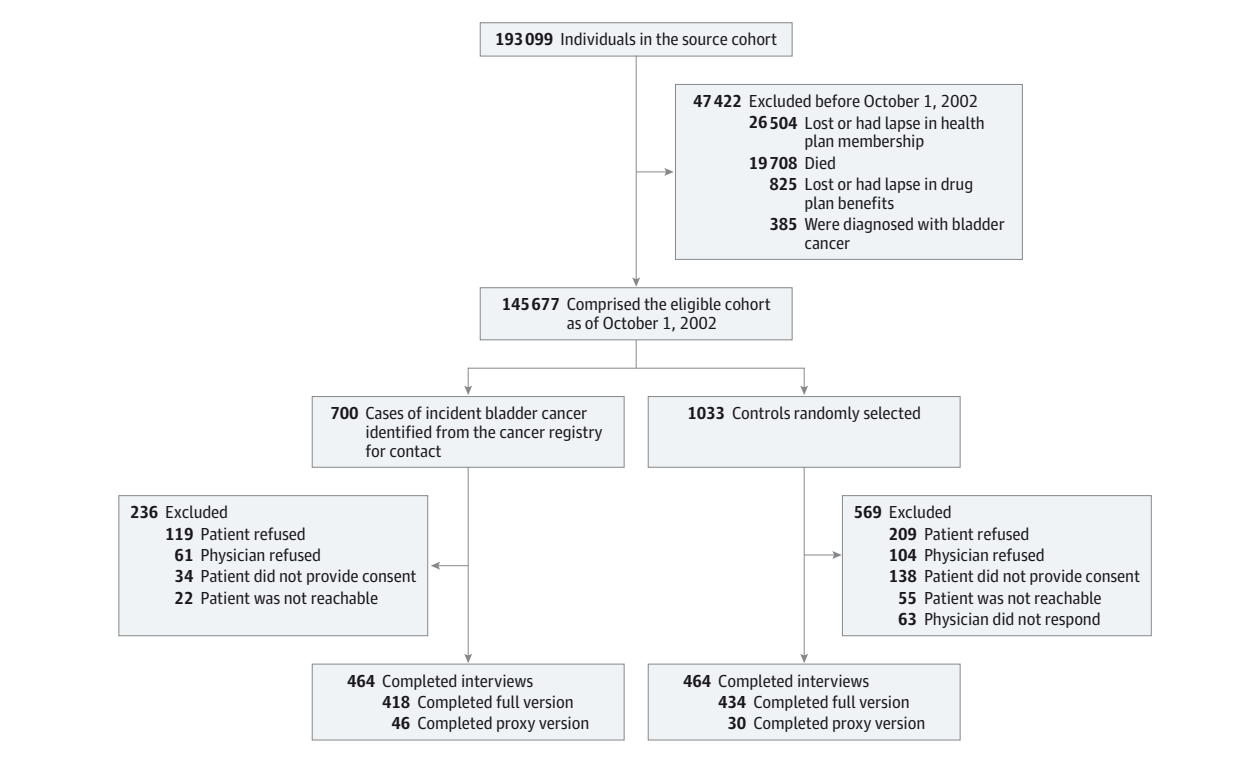 193 099 Individuals in the source cohort
47 422 Excluded before October 1, 2002
26 504 Lost or had lapse in health
plan membership
19 708 Died
825 Lost or had lapse in drug
plan benefits
385 Were diagnosed with bladder
cancer
145 677 Comprised the eligible cohort
as of October 1, 2002
700 Cases of incident bladder cancer
identified from the cancer registry
for contact
1033 Controls randomly selected
236 Excluded
119 Patient refused
61 Physician refused
34 Patient did not provide consent
22 Patient was not reachable
569 Excluded
209 Patient refused
104 Physician refused
138 Patient did not provide consent
55 Patient was not reachable
63 Physician did not respond
464 Completed interviews
418 Completed full version
46 Completed proxy version
464 Completed interviews
434 Completed full version
30 Completed proxy version